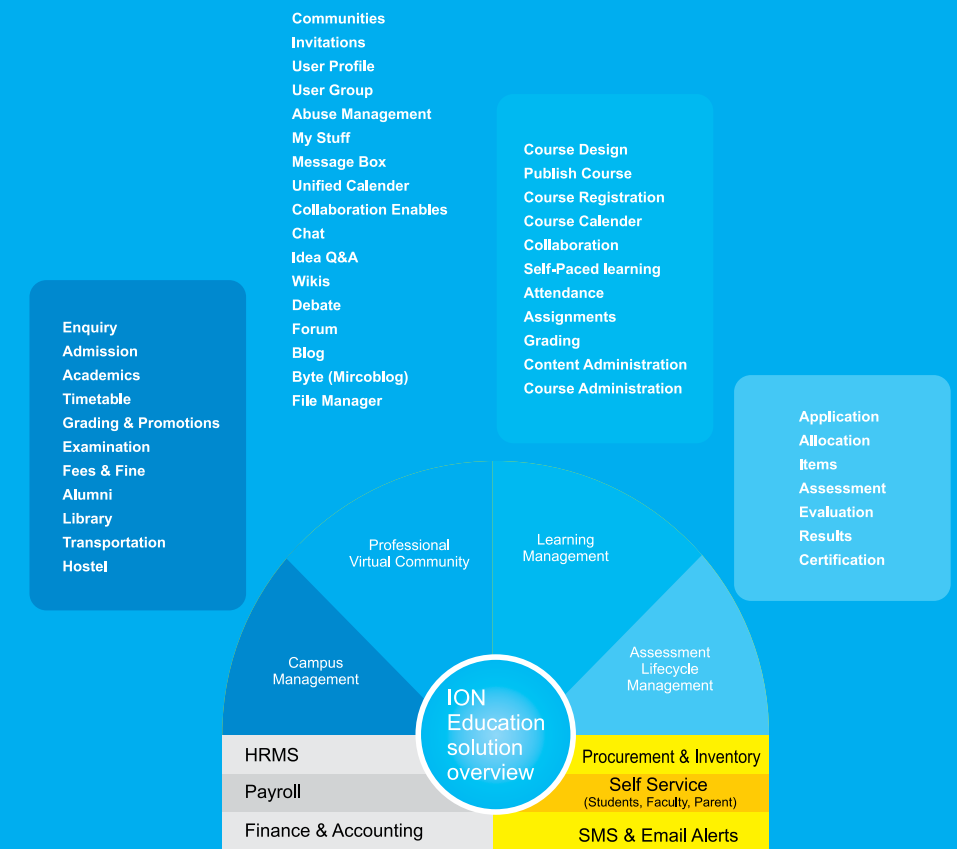 Communities
Invitations
User Profile
User Group
Abuse Management
My Stuff
Message Box
Unified Calender
Collaboration Enables
Chat
Idea Q&A
Wikis
Debate
Forum
Blog
Byte (Mircoblog)
File Manager
Course Design
Publish Course
Course Registration
Course Calender
Collaboration
Self-Paced learning
Attendance
Assignments
Grading
Content Administration
Course Administration
Enquiry
Admission
Academics
Timetable
Grading & Promotions
Examination
Fees & Fine
Alumni
Library
Transportation
Hostel
Application
Allocation
Items
Assessment
Evaluation
Results
Certification
Professional
Virtual Community
Learning
Management
Campus
Management
Assessment
Lifecycle
Management
ION
Education
solution
overview
HRMS
Payroll
Finance & Accounting
Procurement & Inventory
Self Service
(Students, Faculty, Parent)
SMS & Email Alerts